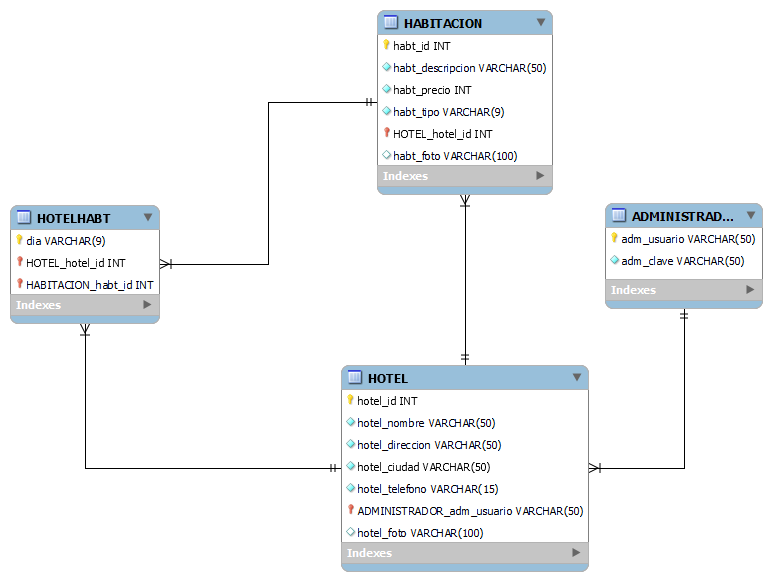 HABITACION
habt_id INT
habt_descripcion VARCHAR(50)
habt_precio INT
habt_tipo VARCHAR(9)
HOTEL_hotel_id INT
habt_foto VARCHAR(100)
Indexes
HOTELHABT
dia VARCHAR(9)
HOTEL_hotel_id INT
HABITACION_habt_id INT
Indexes
ADMINISTRAD...
adm_usuario VARCHAR(50)
adm_clave VARCHAR(50)
Indexes
HOTEL
hotel_id INT
hotel_nombre VARCHAR(50)
hotel_direccion VARCHAR(50)
hotel_ciudad VARCHAR(50)
hotel_telefono VARCHAR(15)
ADMINISTRADOR_adm_usuario VARCHAR(50)
hotel_foto VARCHAR(100)
Indexes